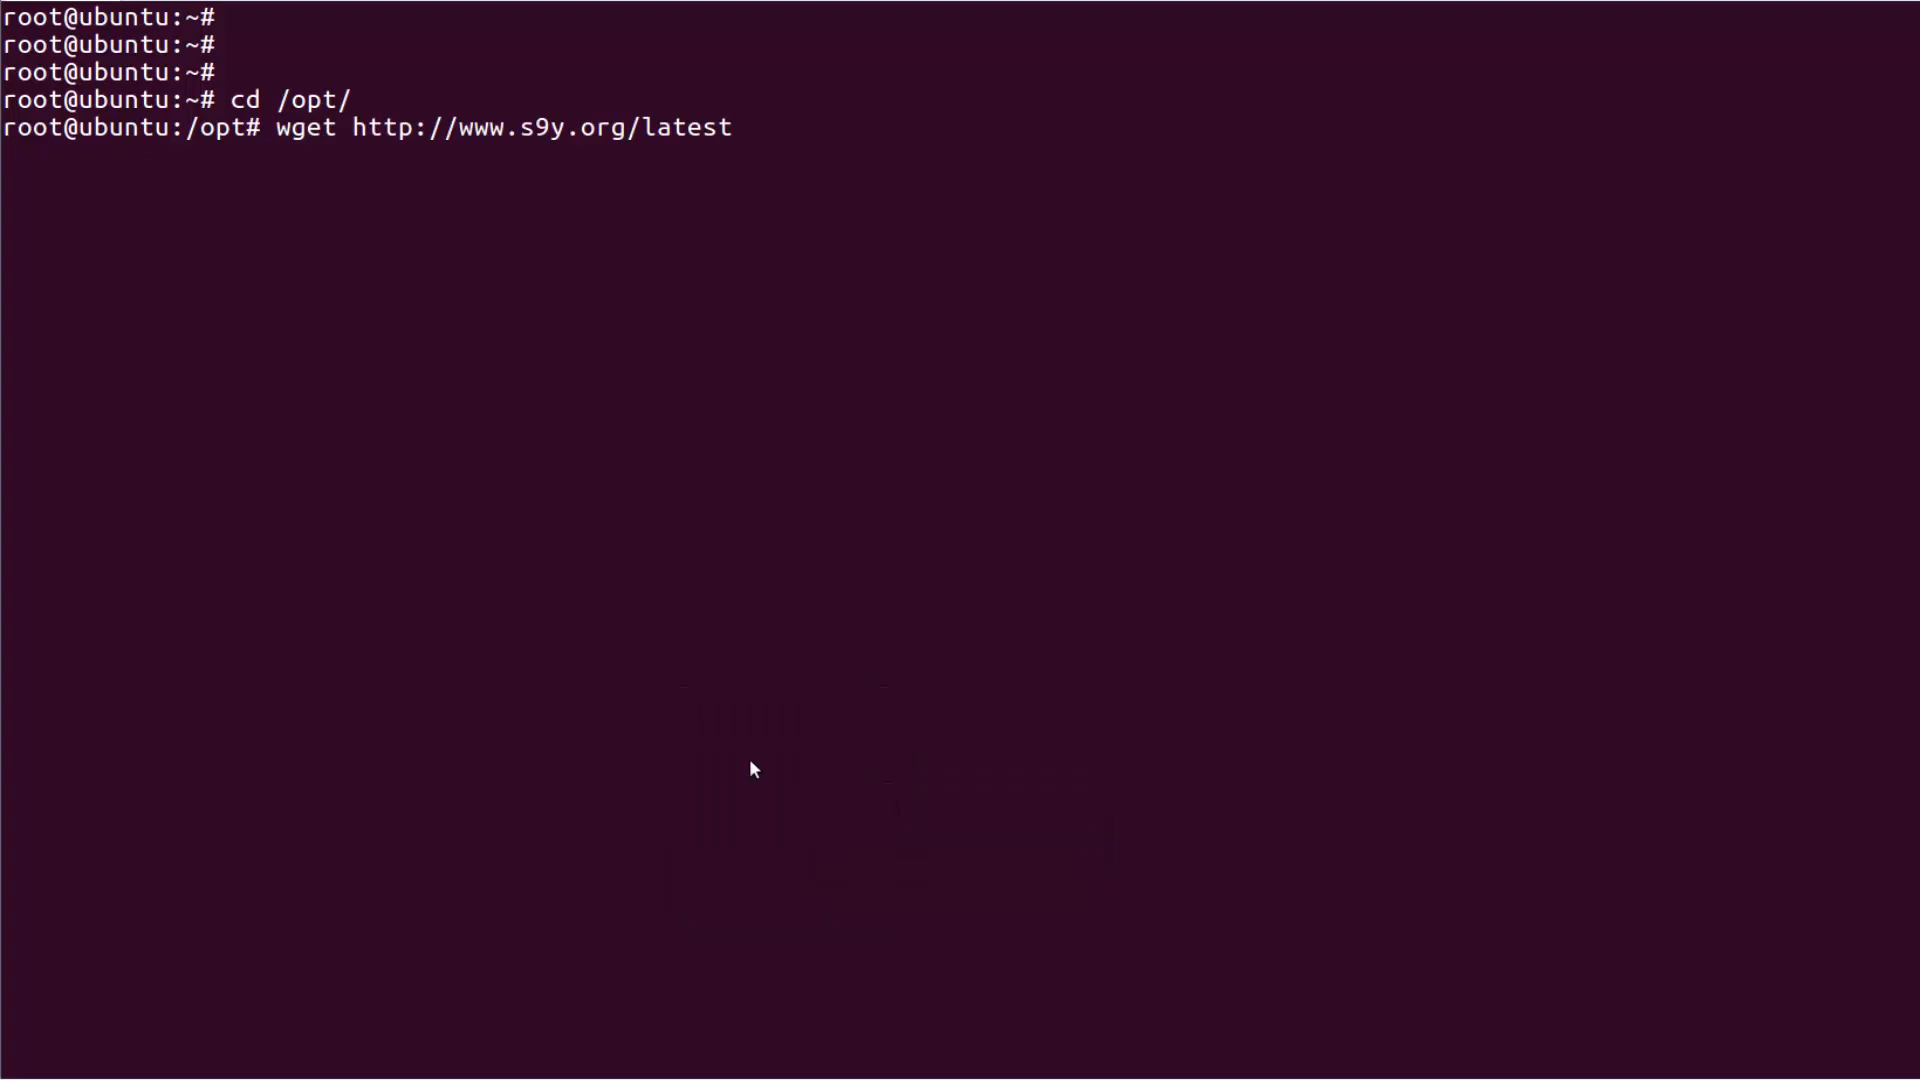 root@ubuntu:~#
root@ubuntu:~#
root@ubuntu:~#
root@ubuntu:~# cd /opt/
root@ubuntu:/opt# wget http://www.s9y.org/latest